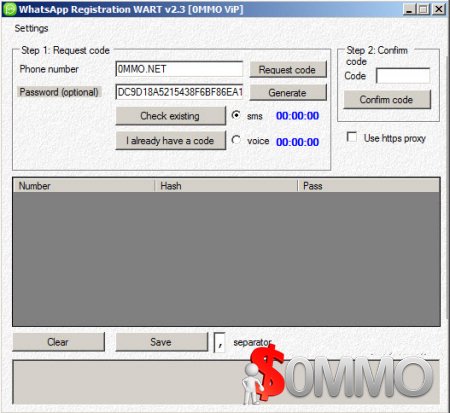 WhatsApp Registration WART v2.3 [0MMO ViP]
Settings
Step 1: Request code
Phone number
0MMO.NET
Request code
Password (optional)
DC9D18A5215438F6BF86EA1
Generate
Check existing
sms
00:00:00
I already have a code
voice
00:00:00
Step 2: Confirm code
Code
Confirm code
Use https proxy
Number Hash Pass
Clear
Save
,
separator
$0MMO